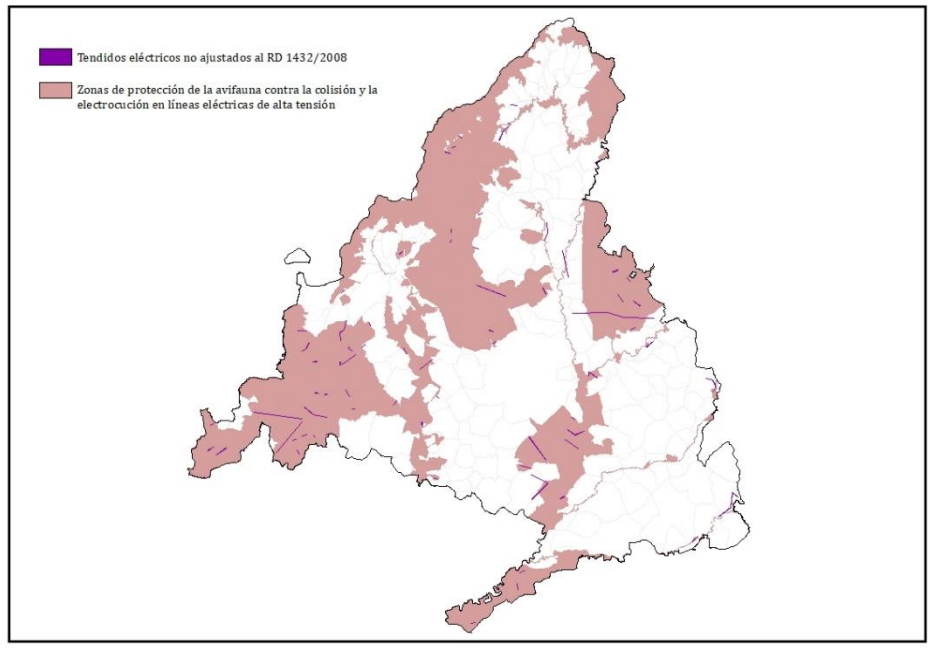 Tendidos eléctricos no ajustados al RD 1432/2008
Zonas de protección de la avifauna contra la colisión y la
electrocución en líneas eléctricas de alta tensión